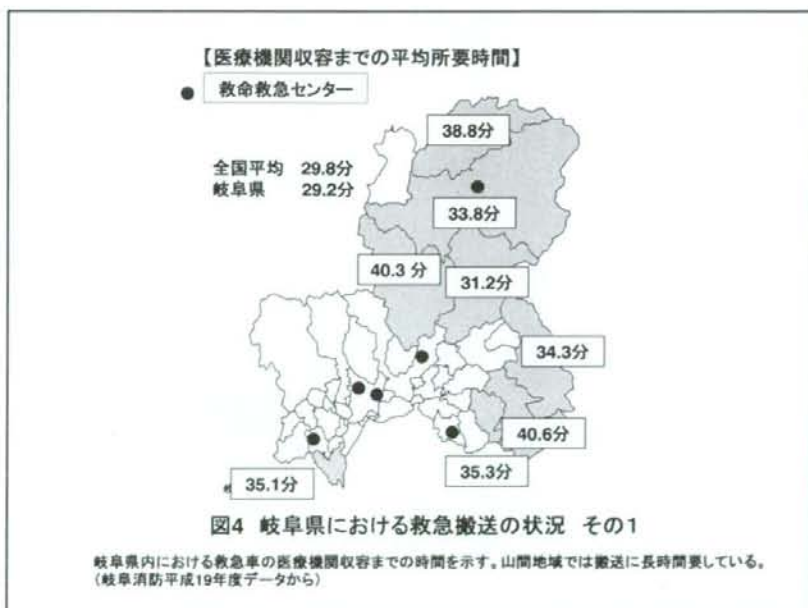 【医療機関収容までの平均所要時間】
● 救命救急センター
38.8分
全国平均 29.8分
岐阜県 29.2分
33.8分
40.3 分
31.2分
34.3分
40.6分
35.3分
35.1分
図4 岐阜県における救急搬送の状況 その1
岐阜県内における救急車の医療機関収容までの時間を示す。山間地域では搬送に長時間要している。
（岐阜消防平成19年度データから）